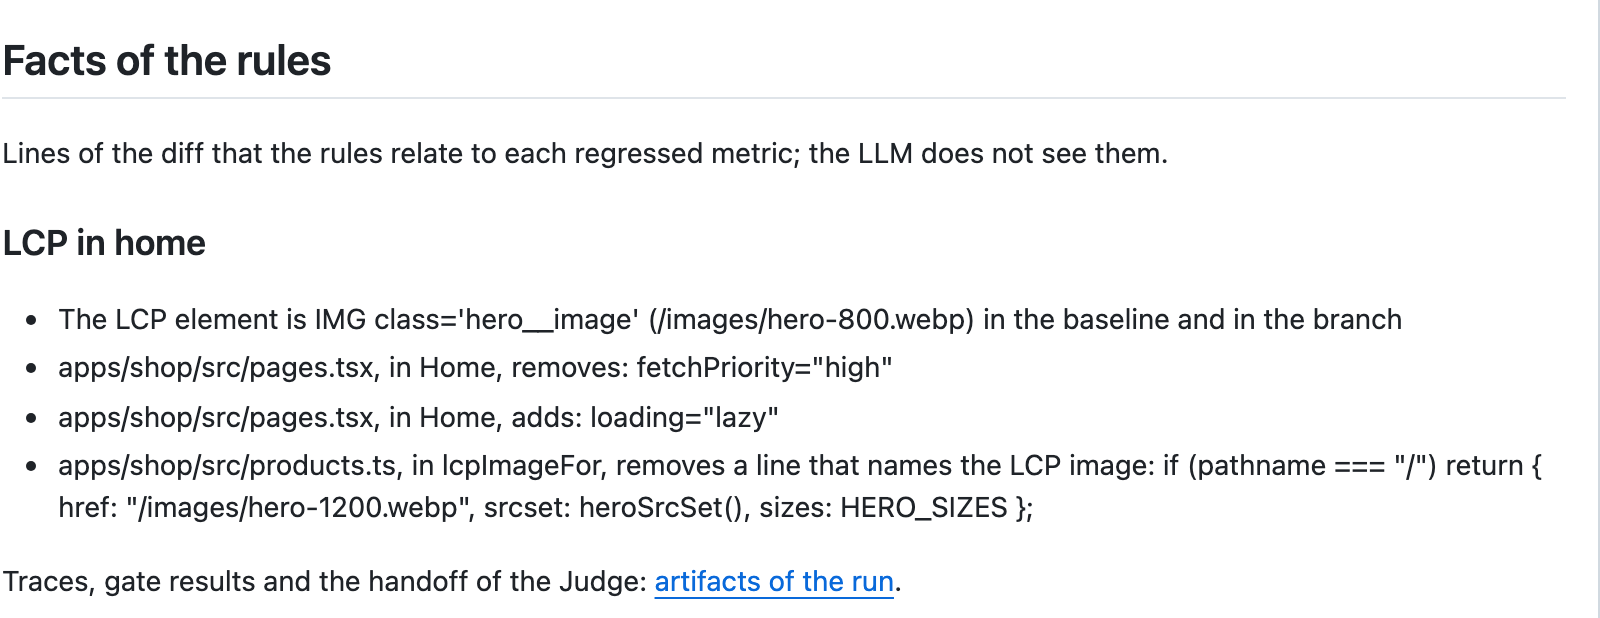 Facts of the rules
Lines of the diff that the rules relate to each regressed metric; the LLM does not see them.
LCP in home
• The LCP element is IMG class='hero__image' (/images/hero-800.webp) in the baseline and in the branch
• apps/shop/src/pages.tsx, in Home, removes: fetchPriority="high"
• apps/shop/src/pages.tsx, in Home, adds: loading="lazy"
• apps/shop/src/products.ts, in lcpImageFor, removes a line that names the LCP image: if (pathname === "/") return {
href: "/images/hero-1200.webp", srcset: heroSrcSet(), sizes: HERO_SIZES };
Traces, gate results and the handoff of the Judge: artifacts of the run.